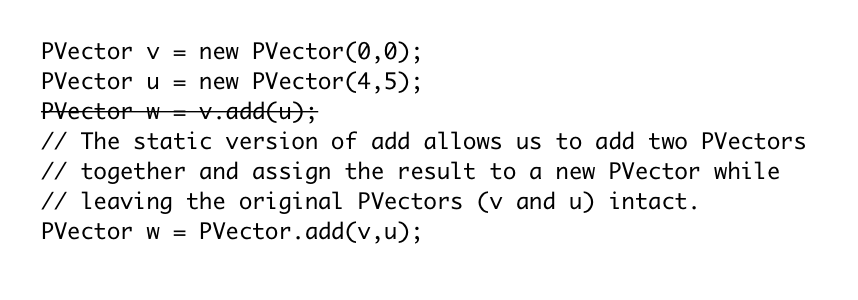 PVector v = new PVector(0,0);
PVector u = new PVector(4,5);
PVector w = v.add(u);
// The static version of add allows us to add two PVectors
// together and assign the result to a new PVector while
// leaving the original PVectors (v and u) intact.
PVector w = PVector.add(v,u);